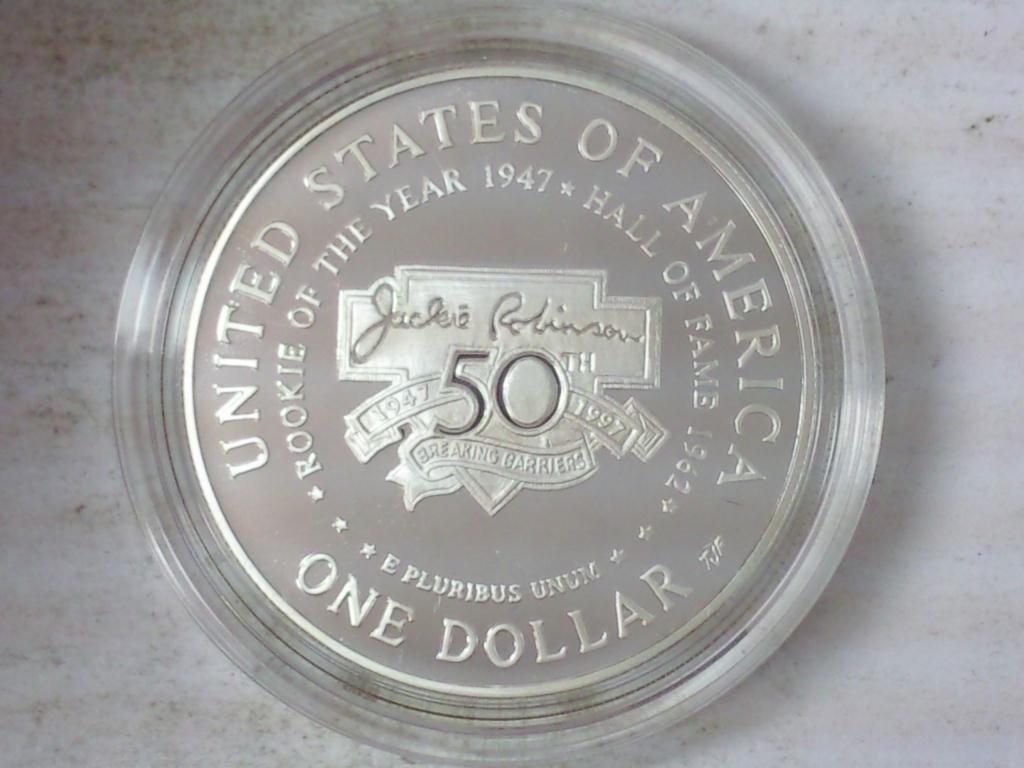 UNITED STATES OF AMERICA
ROOKIE OF THE YEAR 1947 ★ HALL OF FAME 1962
Jackie Robinson
50TH
1947 1997
BREAKING BARRIERS
E PLURIBUS UNUM
ONE DOLLAR